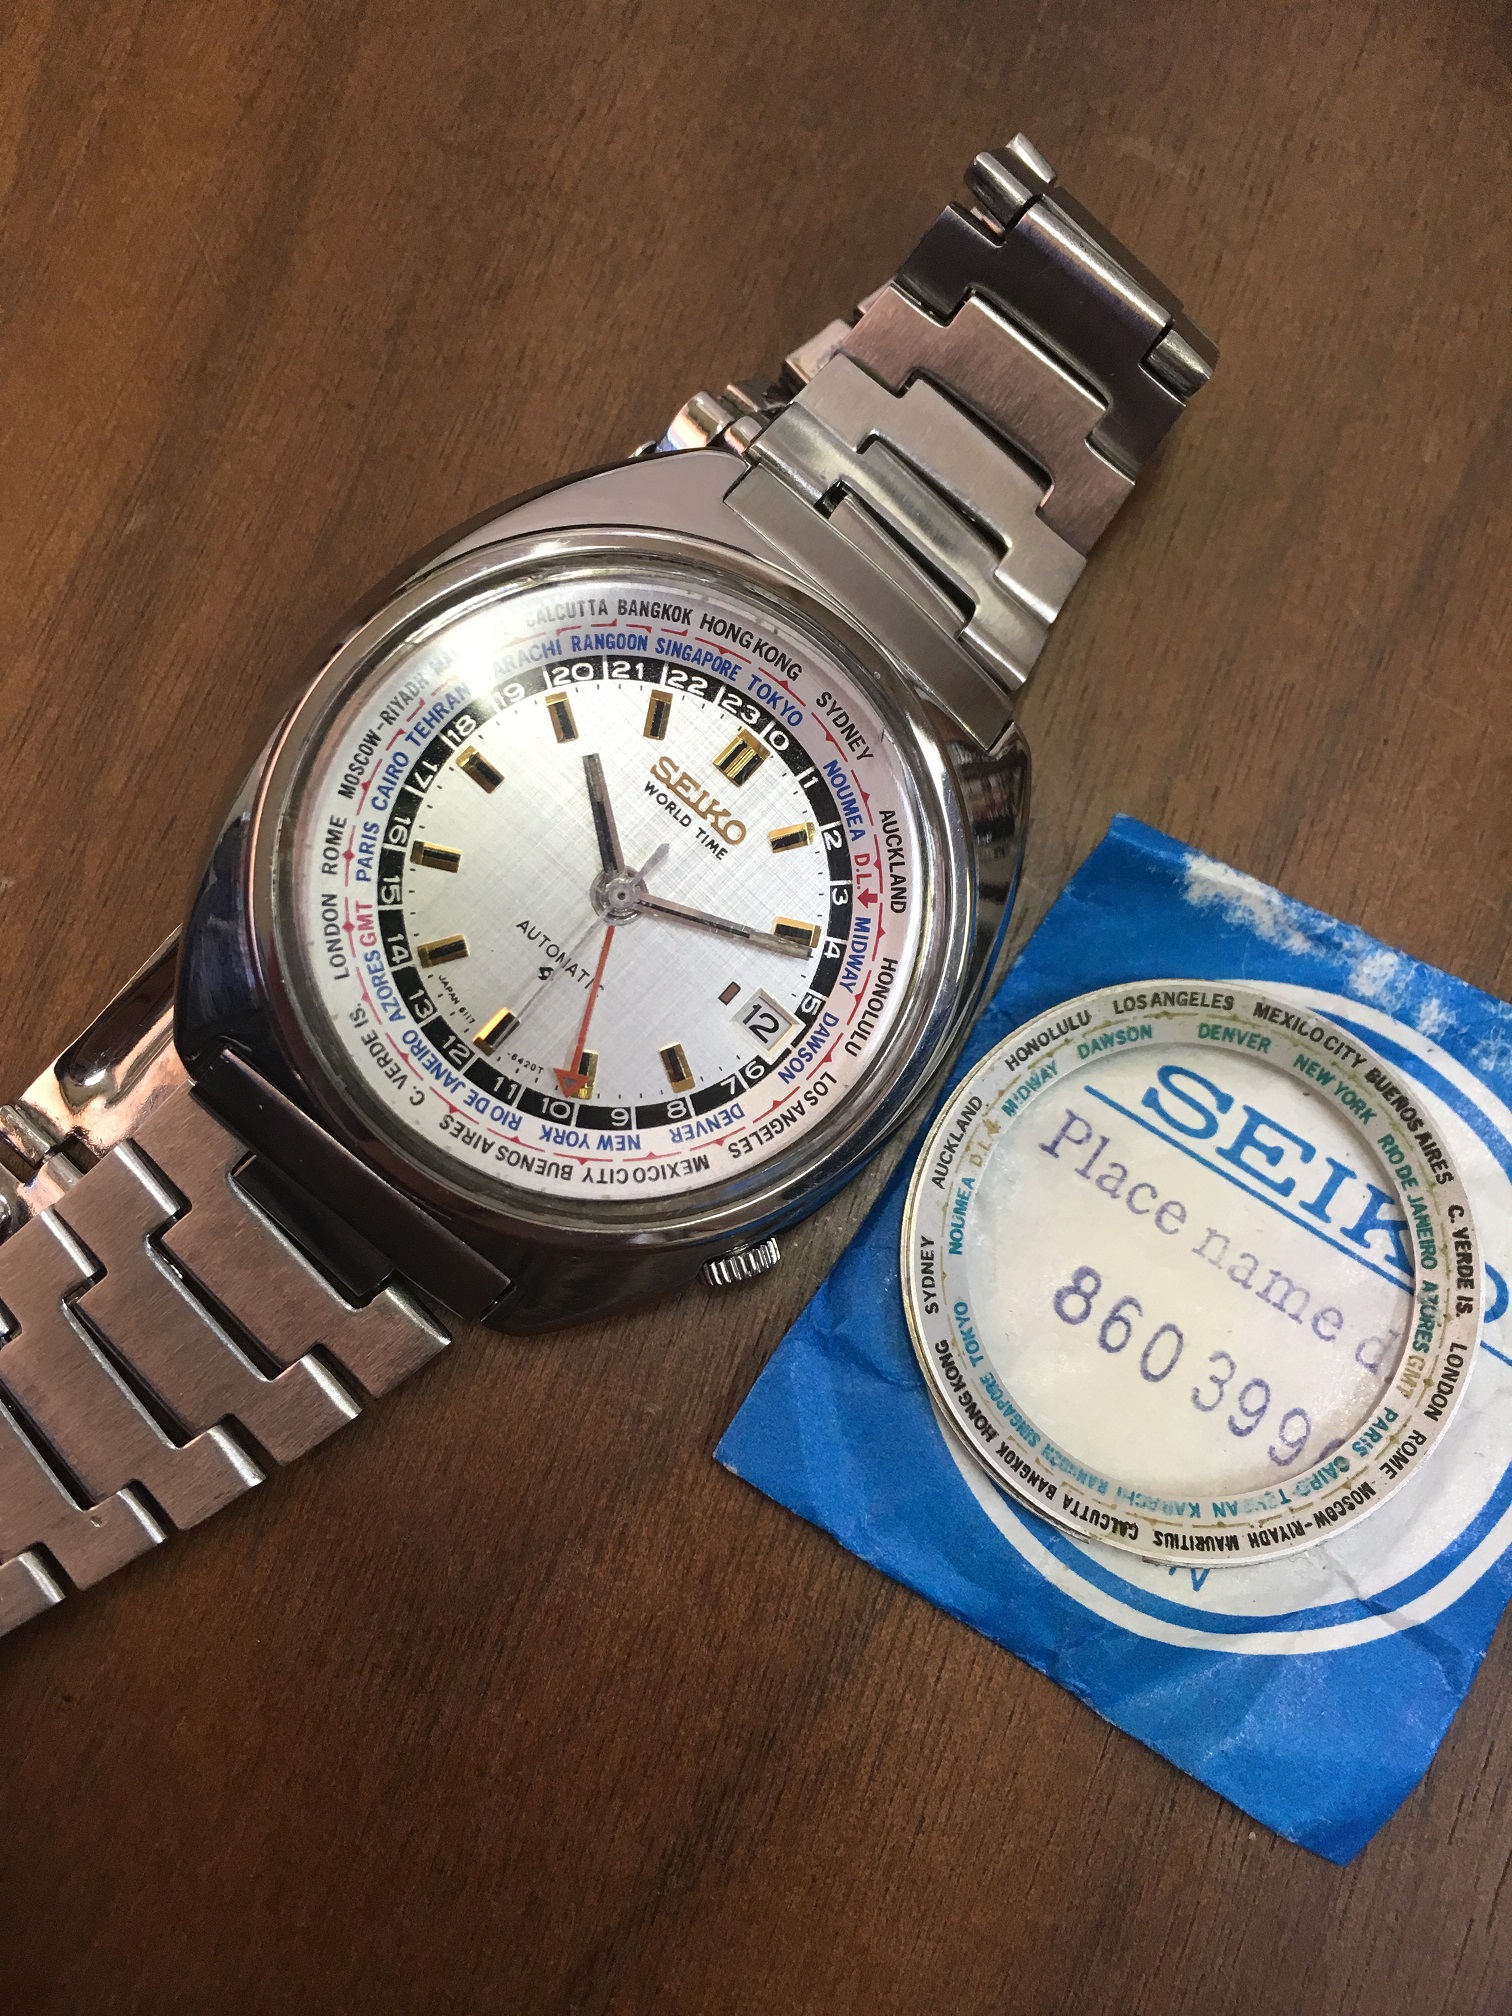 CALCUTTA BANGKOK HONG KONG SYDNEY AUCKLAND HONOLULU LOS ANGELES MEXICO CITY BUENOS AIRES C. VERDE IS. LONDON ROME MOSCOW-RIYADH
RANGOON SINGAPORE TOKYO NOUMEA D.L. MIDWAY DAWSON DENVER NEW YORK RIO DE JANEIRO AZORES GMT PARIS CAIRO TEHRAN
0 1 2 3 4 5 6 7 8 9 10 11 12 13 14 15 16 17 18 19 20 21 22 23
SEIKO
WORLD TIME
AUTOMATIC
12
JAPAN 6117
-6420T
HONOLULU LOS ANGELES MEXICO CITY BUENOS AIRES C. VERDE IS. LONDON ROME MOSCOW-RIYADH MAURITIUS CALCUTTA BANGKOK HONG KONG SYDNEY AUCKLAND
MIDWAY DAWSON DENVER NEW YORK RIO DE JANEIRO AZORES GMT PARIS CAIRO KARACHI SINGAPORE TOKYO NOUMEA D.L.
SEIKO
Place name d
860 399